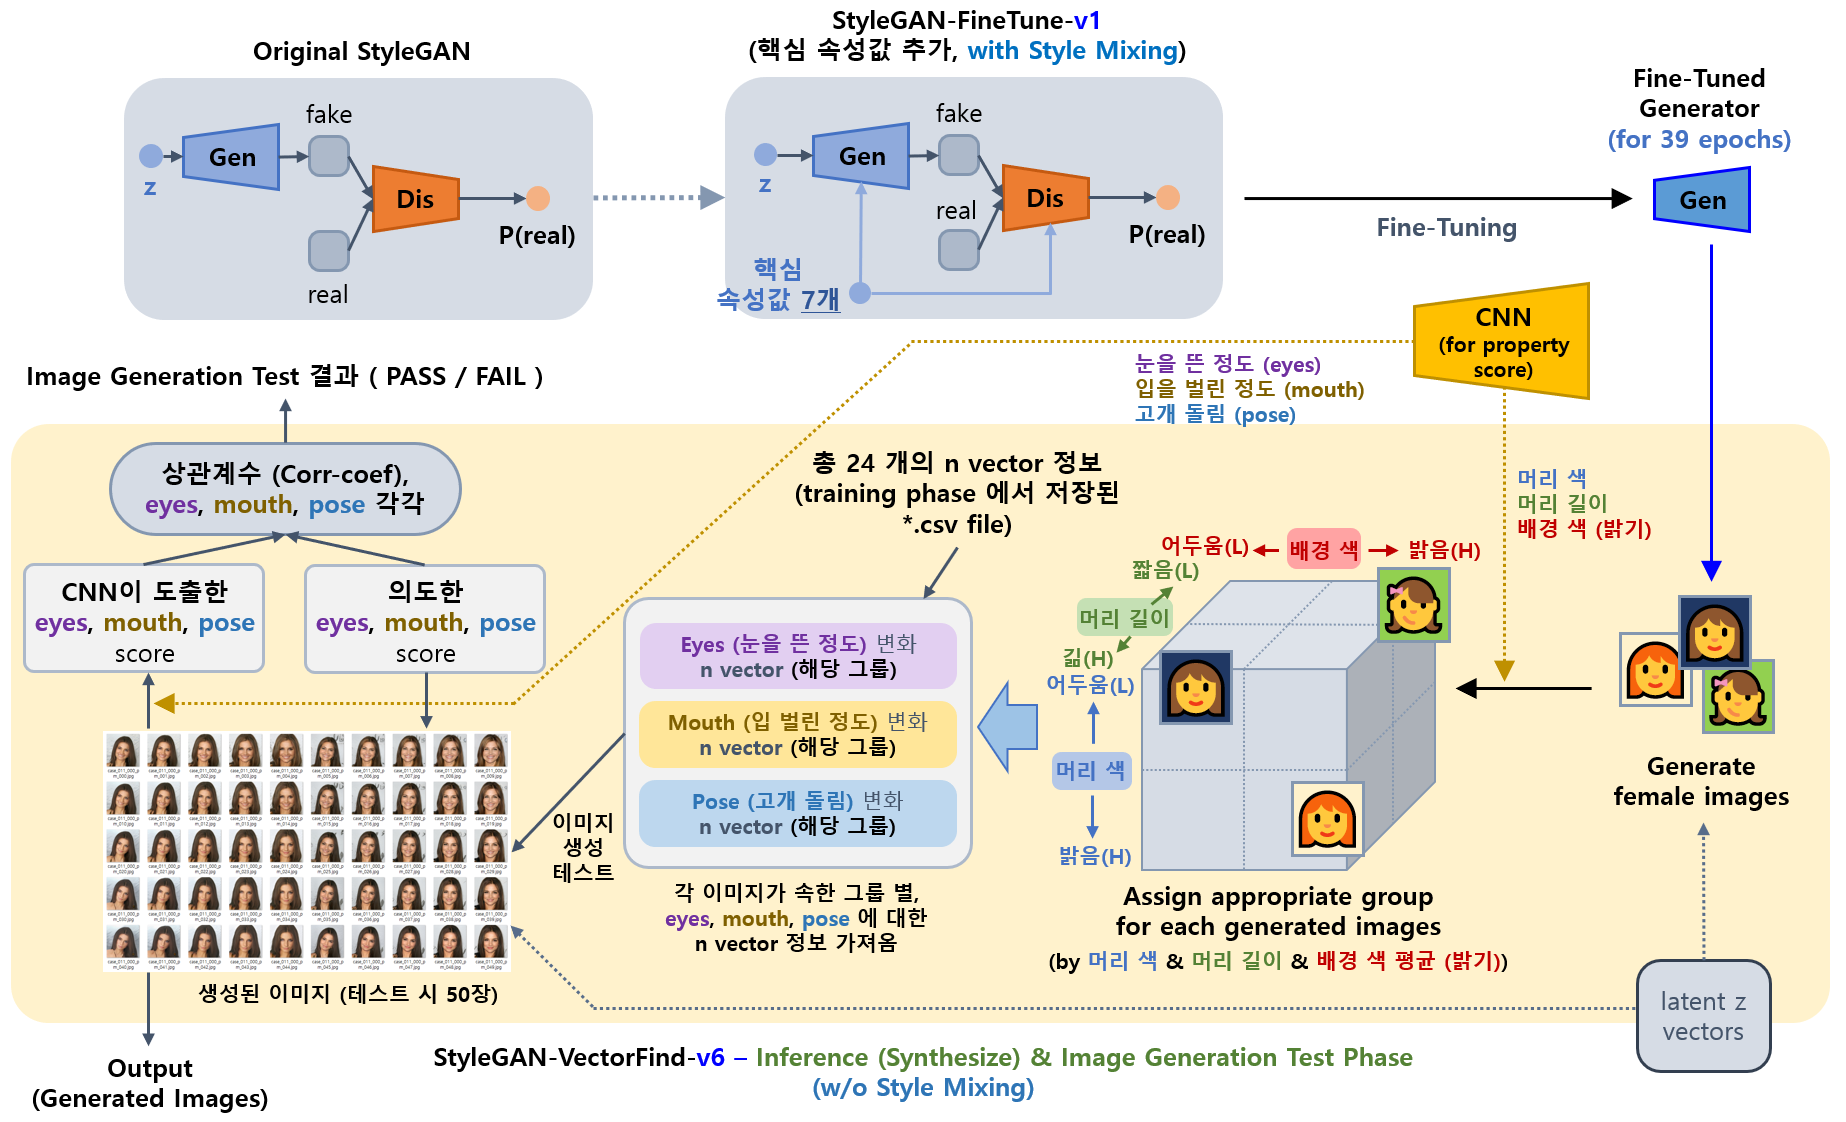 Original StyleGAN
fake
Gen
z
Dis
P(real)
real
StyleGAN-FineTune-v1
(핵심 속성값 추가, with Style Mixing)
fake
Gen
z
real
Dis
P(real)
핵심
속성값 7개
Fine-Tuning
Fine-Tuned
Generator
(for 39 epochs)
Gen
CNN
(for property
score)
눈을 뜬 정도 (eyes)
입을 벌린 정도 (mouth)
고개 돌림 (pose)
머리 색
머리 길이
배경 색 (밝기)
Image Generation Test 결과 ( PASS / FAIL )
상관계수 (Corr-coef),
eyes, mouth, pose 각각
CNN이 도출한
eyes, mouth, pose
score
의도한
eyes, mouth, pose
score
총 24 개의 n vector 정보
(training phase 에서 저장된
*.csv file)
Eyes (눈을 뜬 정도) 변화
n vector (해당 그룹)
Mouth (입 벌린 정도) 변화
n vector (해당 그룹)
Pose (고개 돌림) 변화
n vector (해당 그룹)
각 이미지가 속한 그룹 별,
eyes, mouth, pose 에 대한
n vector 정보 가져옴
이미지
생성
테스트
어두움(L)
배경 색
밝음(H)
짧음(L)
머리 길이
긺(H)
어두움(L)
머리 색
밝음(H)
Assign appropriate group
for each generated images
(by 머리 색 & 머리 길이 & 배경 색 평균 (밝기))
Generate
female images
latent z
vectors
생성된 이미지 (테스트 시 50장)
Output
(Generated Images)
StyleGAN-VectorFind-v6 – Inference (Synthesize) & Image Generation Test Phase
(w/o Style Mixing)